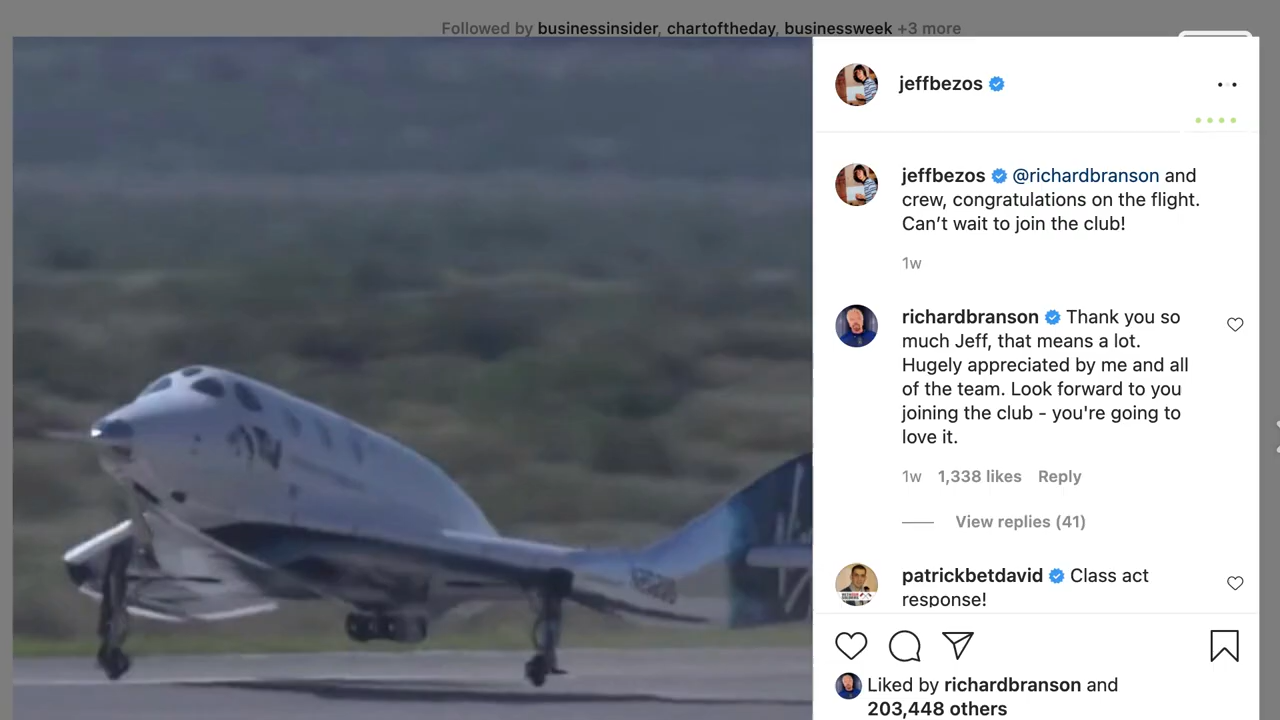 Followed by businessinsider, chartoftheday, businessweek +3 more
jeffbezos
jeffbezos @richardbranson and
crew, congratulations on the flight.
Can’t wait to join the club!
1w
richardbranson Thank you so
much Jeff, that means a lot.
Hugely appreciated by me and all
of the team. Look forward to you
joining the club - you're going to
love it.
1w 1,338 likes Reply
View replies (41)
patrickbetdavid Class act
response!
Liked by richardbranson and
203,448 others